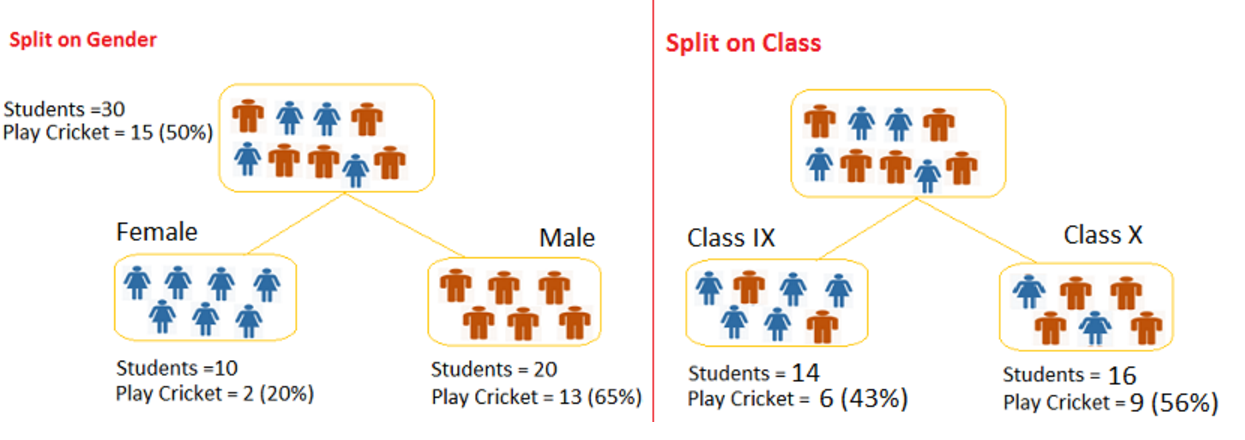 Split on Gender
Students =30
Play Cricket = 15 (50%)
Female
Male
Students =10
Play Cricket = 2 (20%)
Students = 20
Play Cricket = 13 (65%)
Split on Class
Class IX
Class X
Students = 14
Play Cricket = 6 (43%)
Students = 16
Play Cricket = 9 (56%)